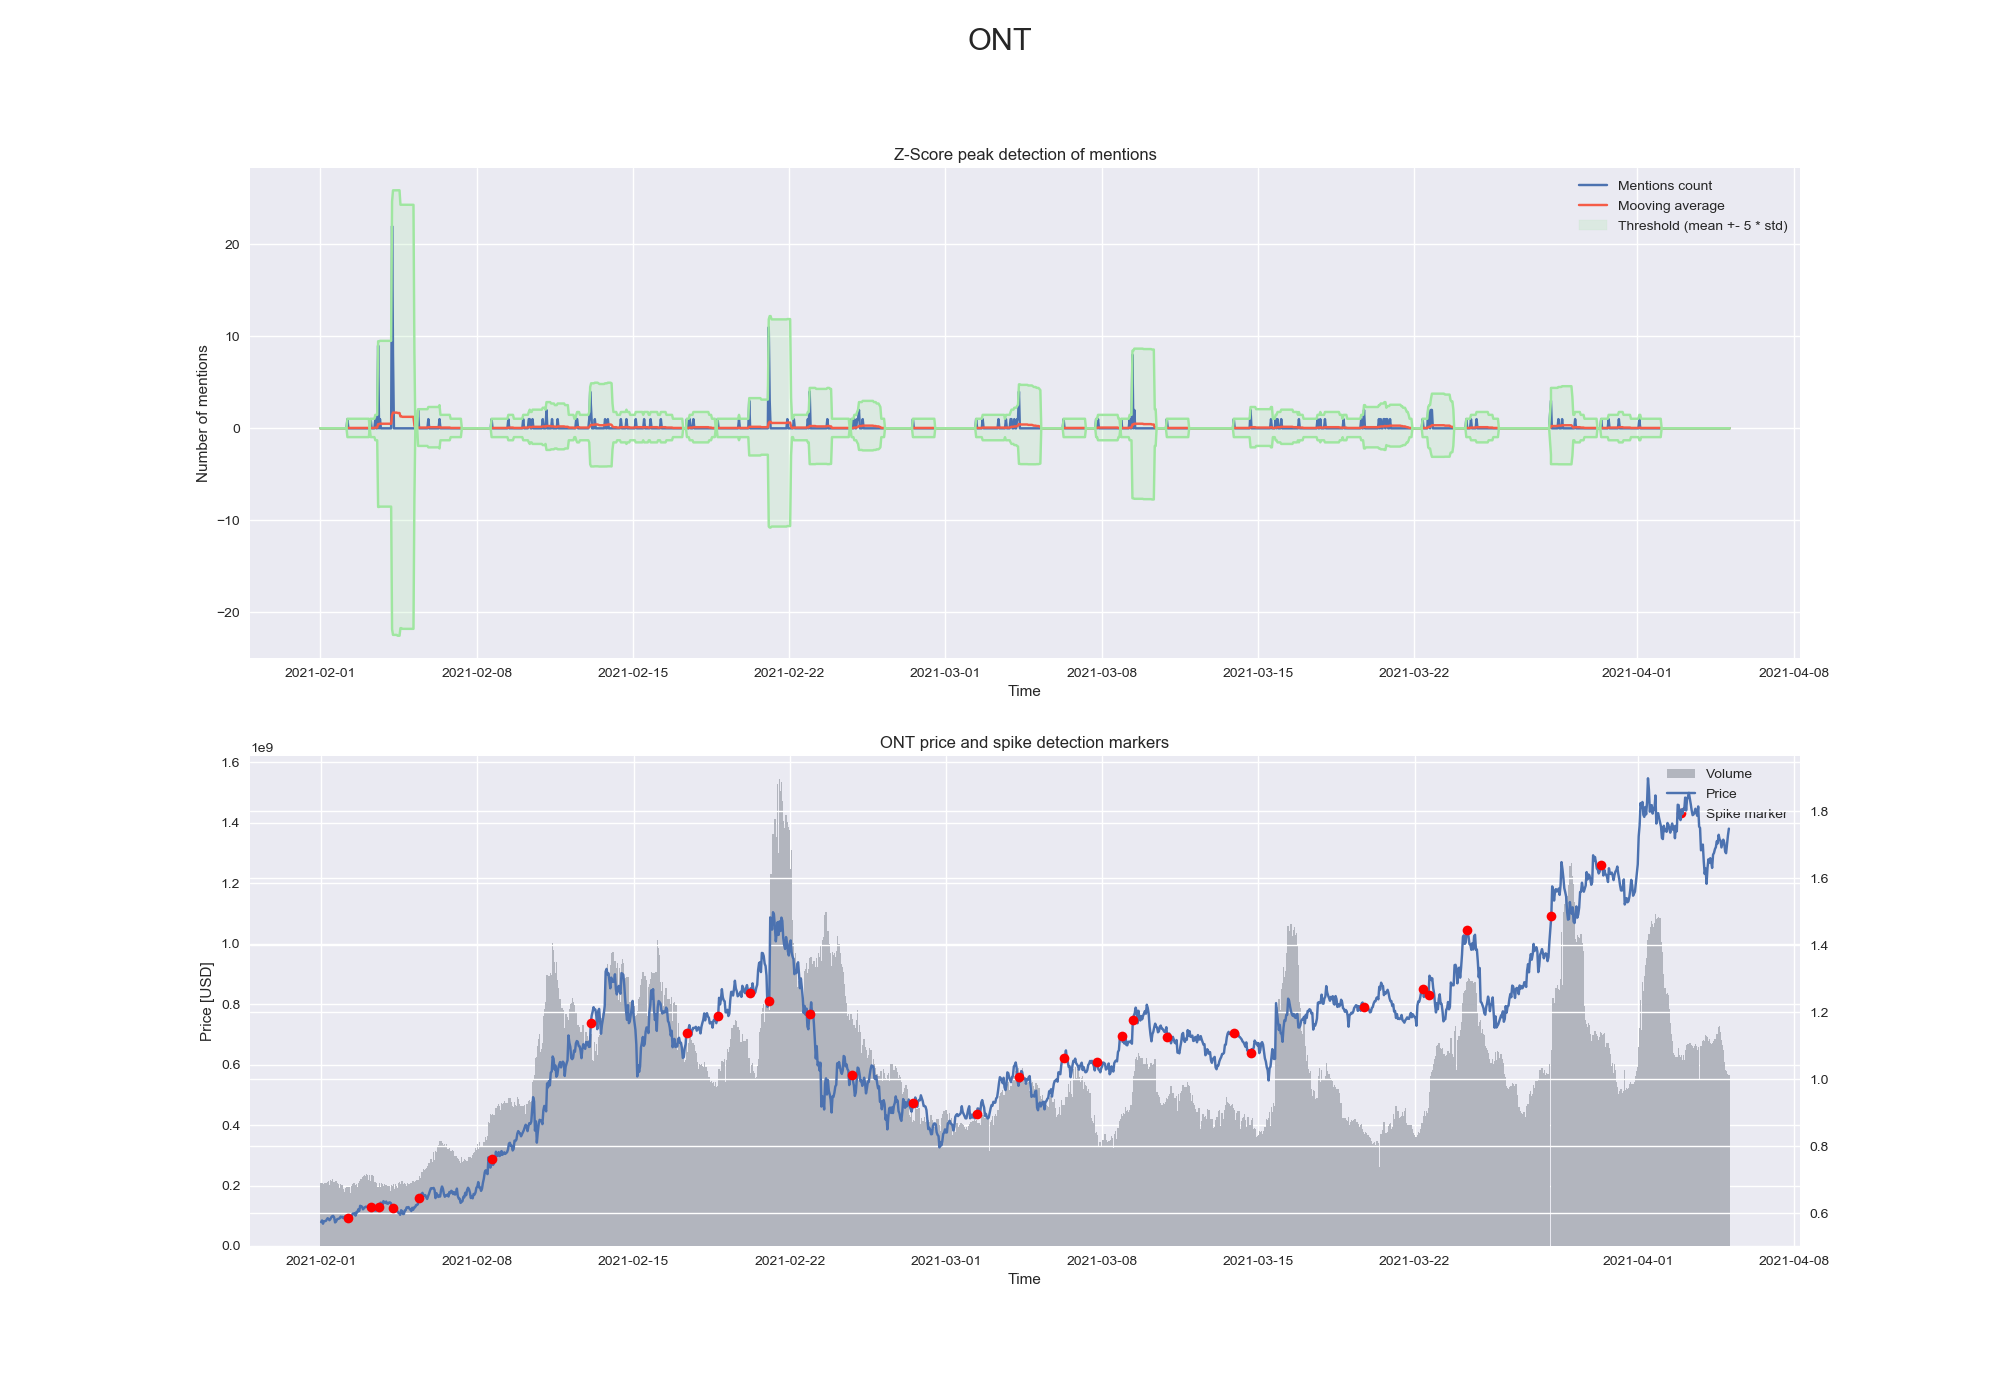 ONT
Z-Score peak detection of mentions
Mentions count
Mooving average
Threshold (mean +- 5 * std)
Number of mentions
20
10
0
−10
−20
2021-02-01 2021-02-08 2021-02-15 2021-02-22 2021-03-01 2021-03-08 2021-03-15 2021-03-22 2021-04-01 2021-04-08
Time
ONT price and spike detection markers
1e9
Volume
Price
Spike marker
Price [USD]
1.6
1.4
1.2
1.0
0.8
0.6
0.4
0.2
0.0
1.8
1.6
1.4
1.2
1.0
0.8
0.6
2021-02-01 2021-02-08 2021-02-15 2021-02-22 2021-03-01 2021-03-08 2021-03-15 2021-03-22 2021-04-01 2021-04-08
Time